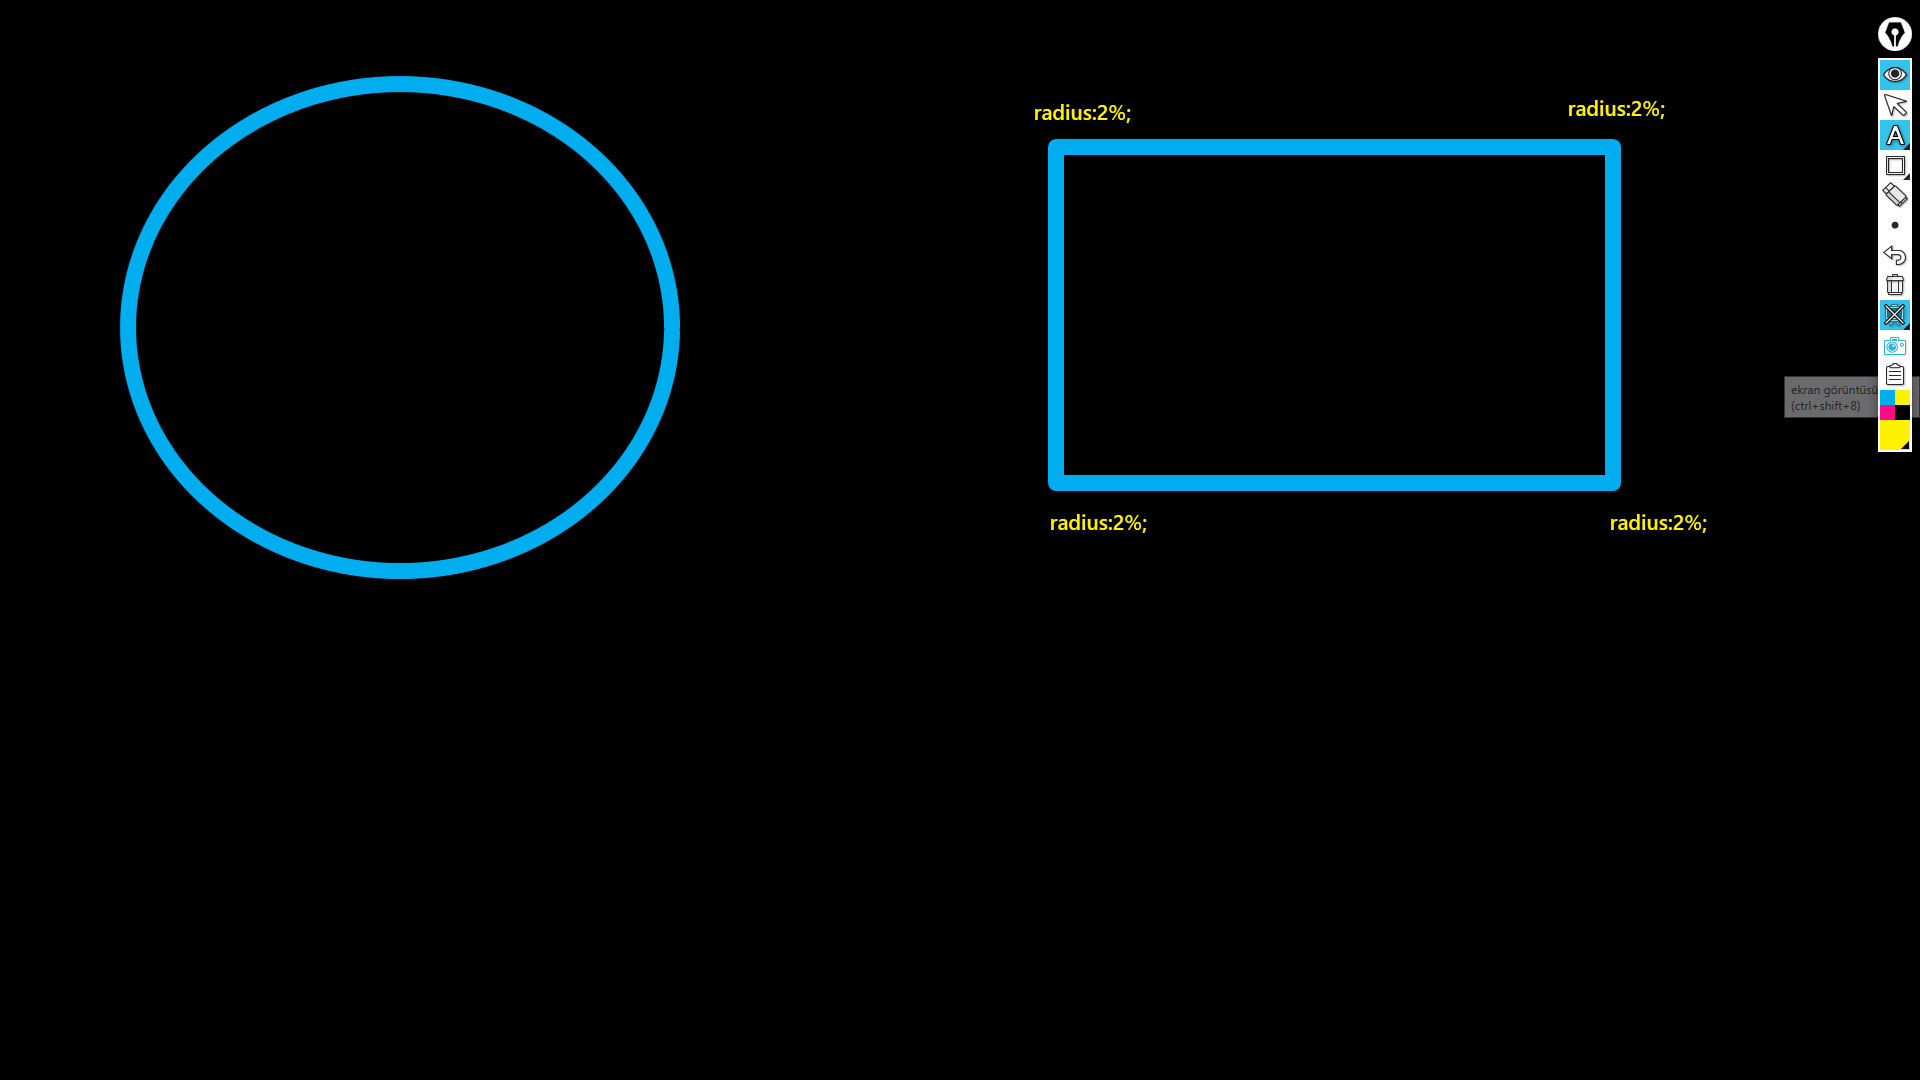 radius:2%;
radius:2%;
radius:2%;
radius:2%;
ekran görüntüsü
(ctrl+shift+8)
A